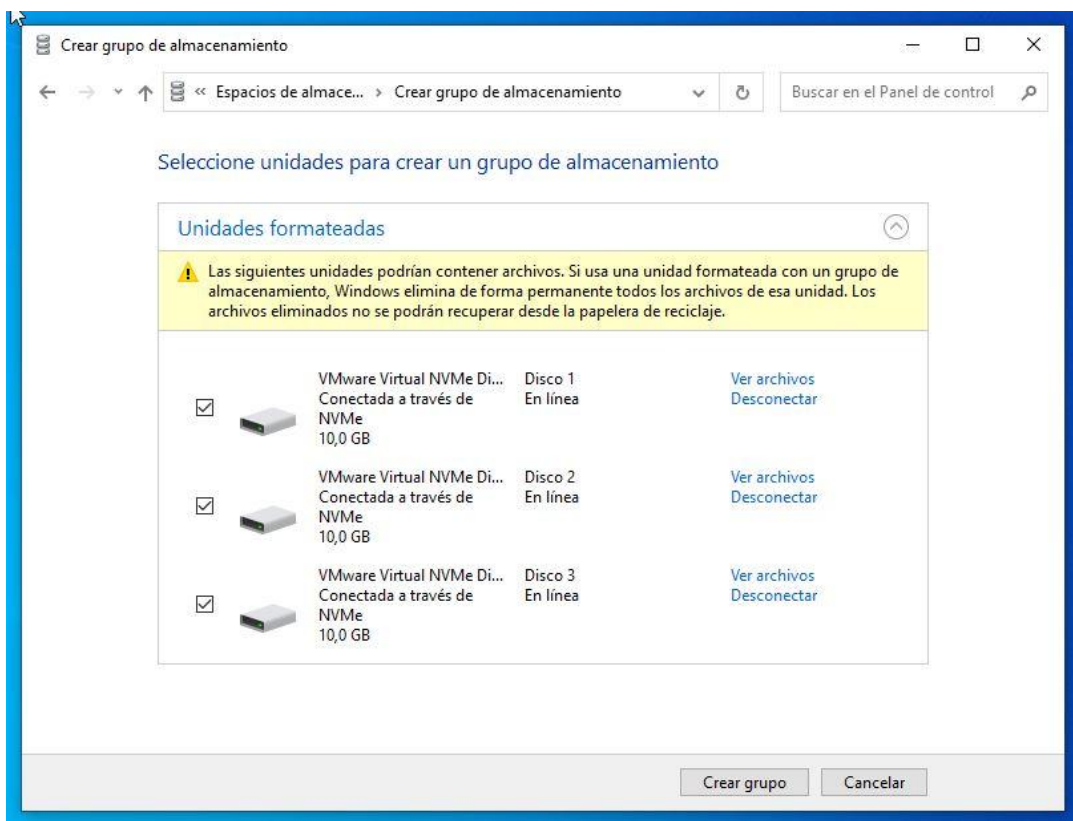 Crear grupo de almacenamiento
« Espacios de almace... › Crear grupo de almacenamiento
Buscar en el Panel de control
Seleccione unidades para crear un grupo de almacenamiento
Unidades formateadas
Las siguientes unidades podrían contener archivos. Si usa una unidad formateada con un grupo de
almacenamiento, Windows elimina de forma permanente todos los archivos de esa unidad. Los
archivos eliminados no se podrán recuperar desde la papelera de reciclaje.
VMware Virtual NVMe Di... Disco 1 Ver archivos
Conectada a través de En línea Desconectar
NVMe
10,0 GB
VMware Virtual NVMe Di... Disco 2 Ver archivos
Conectada a través de En línea Desconectar
NVMe
10,0 GB
VMware Virtual NVMe Di... Disco 3 Ver archivos
Conectada a través de En línea Desconectar
NVMe
10,0 GB
Crear grupo Cancelar